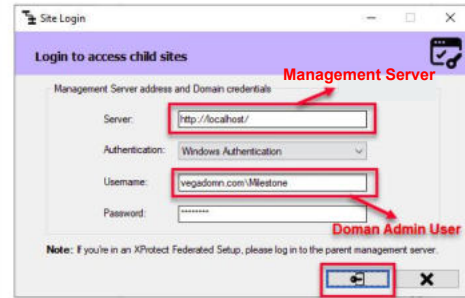 Site Login
Login to access child sites
Management Server
Management Server address and Domain credentials
Server: http://localhost/
Authentication: Windows Authentication
Username: vegadomn.com\Milestone
Password: ********
Doman Admin User
Note: If you're in an XProtect Federated Setup, please log in to the parent management server.